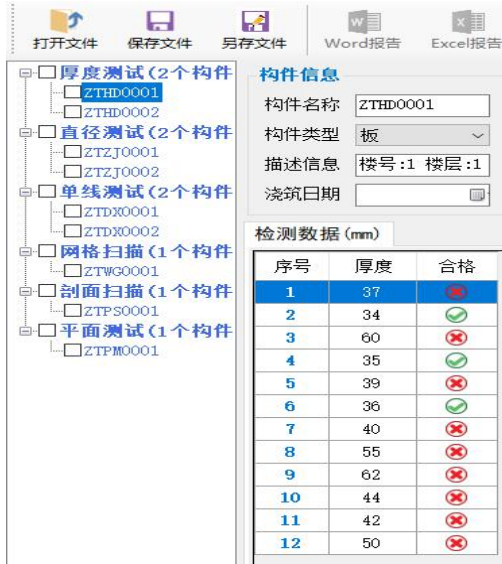 打开文件 保存文件 另存文件 Word报告 Excel报告
厚度测试(2个构件
ZTHD0001
ZTHD0002
直径测试(2个构件
ZTZJ0001
ZTZJ0002
单线测试(2个构件
ZTDX0001
ZTDX0002
网格扫描(1个构件
ZTWG0001
剖面扫描(1个构件
ZTPS0001
平面测试(1个构件
ZTPM0001
构件信息
构件名称 ZTHD0001
构件类型 板
描述信息 楼号:1 楼层:1
浇筑日期
检测数据(mm)
序号 厚度 合格
1 37
2 34
3 60
4 35
5 39
6 36
7 40
8 55
9 62
10 44
11 42
12 50